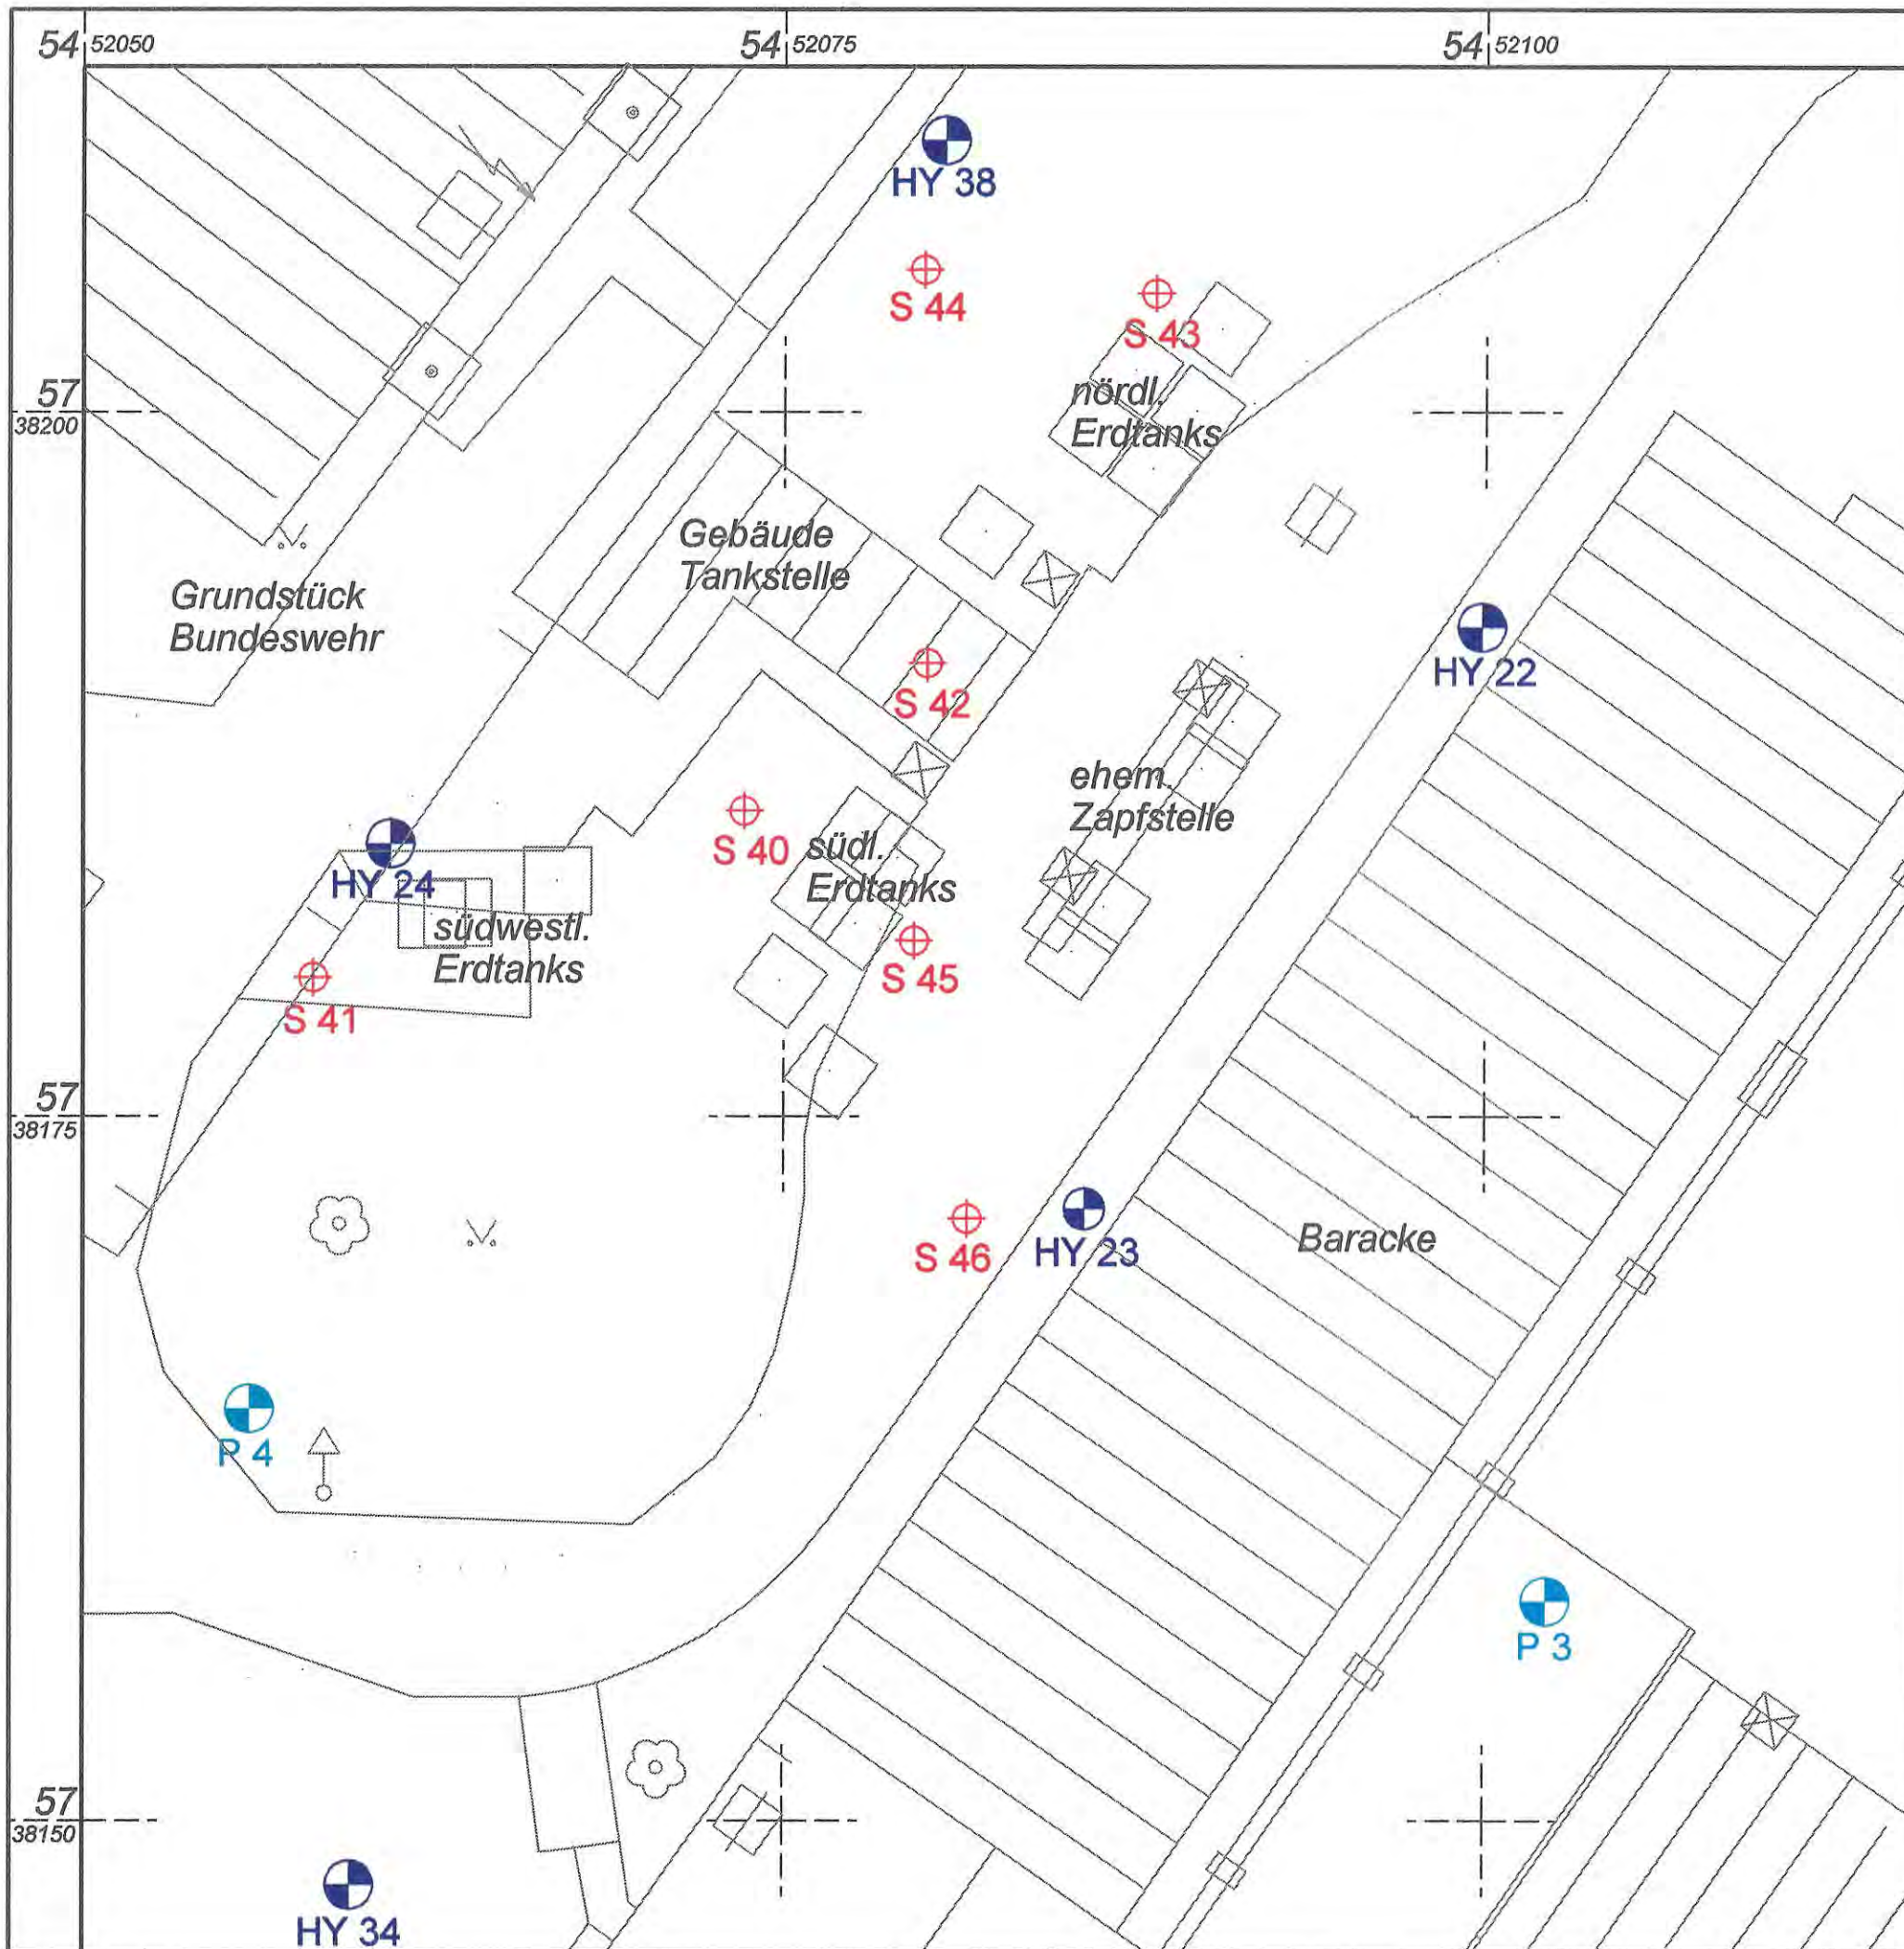 54 52050
54 52075
54 52100
HY 38
S 44
S 43
57
38200
nördl.
Erdtanks
Gebäude
Tankstelle
Grundstück
Bundeswehr
HY 22
S 42
ehem.
Zapfstelle
S 40
südl.
Erdtanks
HY 24
südwestl.
Erdtanks
S 45
S 41
57
38175
S 46
HY 23
Baracke
P 4
P 3
57
38150
HY 34